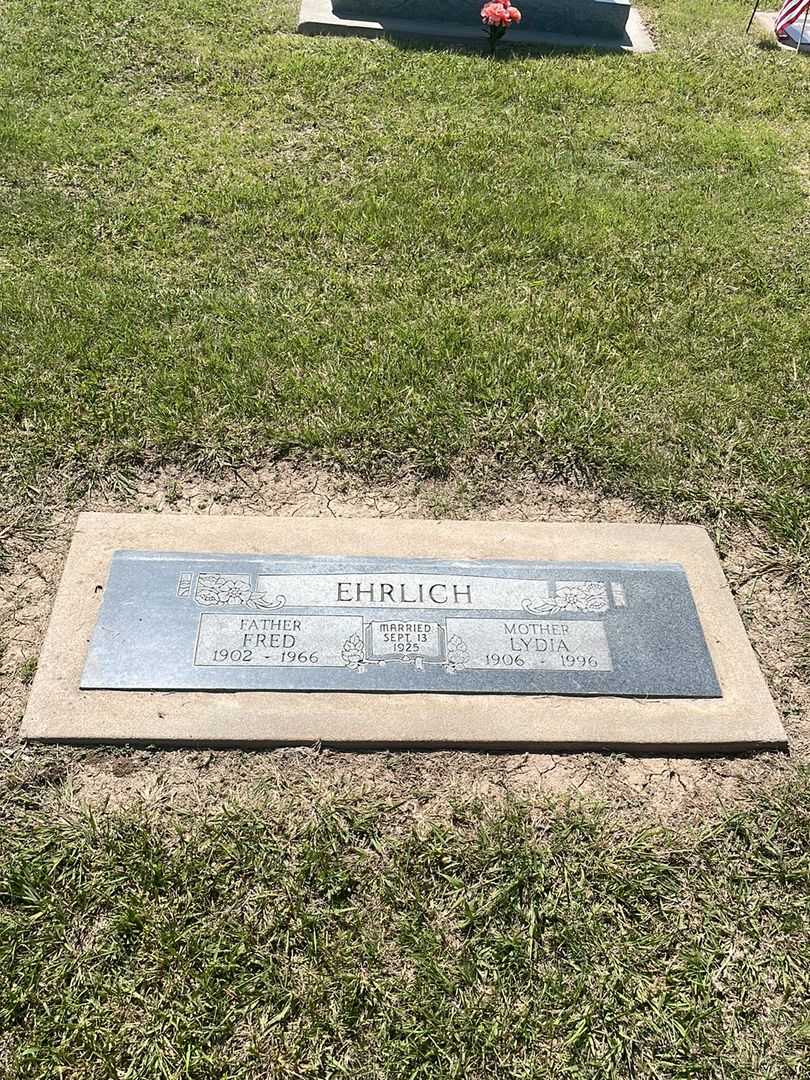 EHRLICH
FATHER
FRED
1902 - 1966
MARRIED
SEPT. 13
1925
MOTHER
LYDIA
1906 - 1996